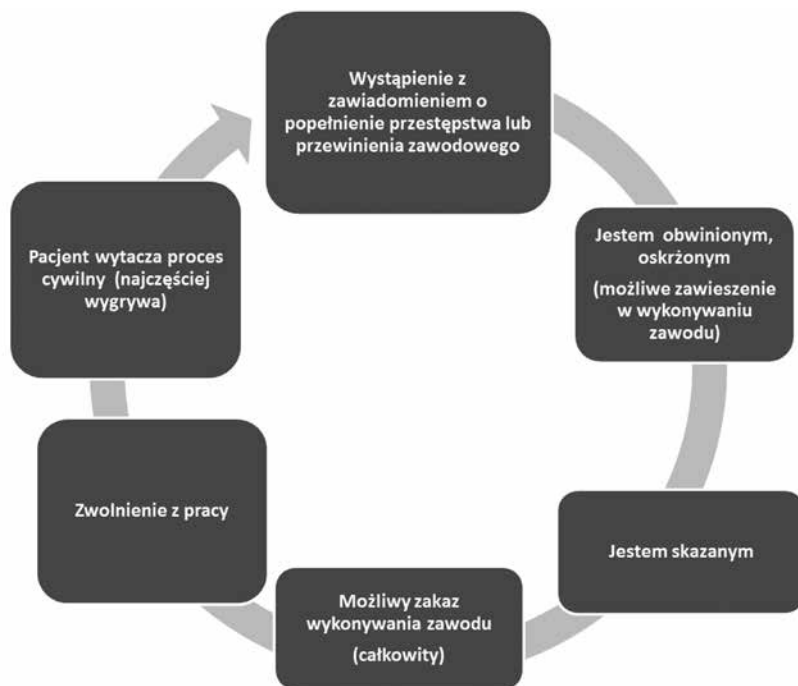 Wystąpienie z
zawiadomieniem o
popełnienie przestępstwa lub
przewinienia zawodowego
Jestem obwinionym,
oskrżonym
(możliwe zawieszenie
w wykonywaniu
zawodu)
Jestem skazanym
Możliwy zakaz
wykonywania zawodu
(całkowity)
Zwolnienie z pracy
Pacjent wytacza proces
cywilny (najczęściej
wygrywa)